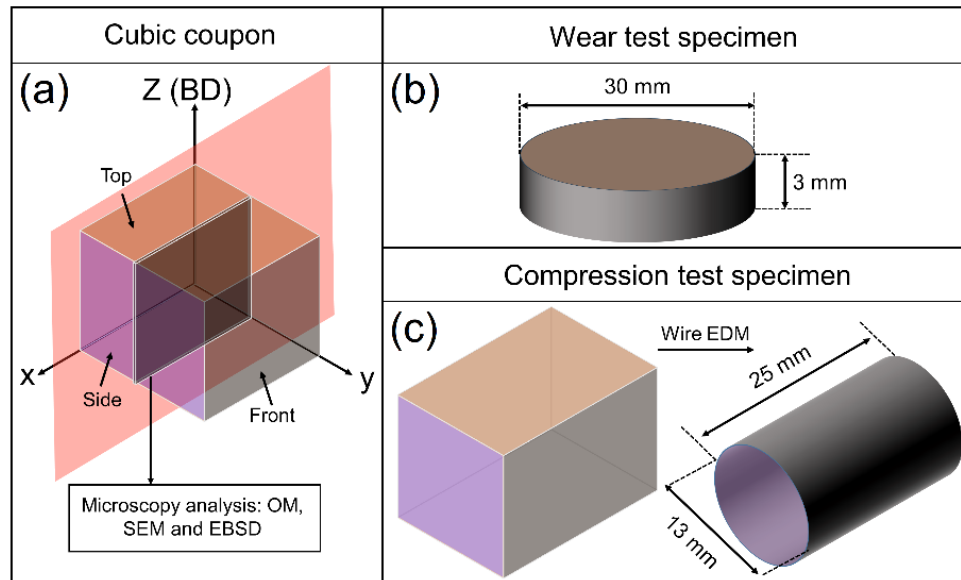 Cubic coupon
(a)
Z (BD)
Top
x
y
Side
Front
Microscopy analysis: OM,
SEM and EBSD
Wear test specimen
(b)
30 mm
3 mm
Compression test specimen
(c)
Wire EDM
25 mm
13 mm